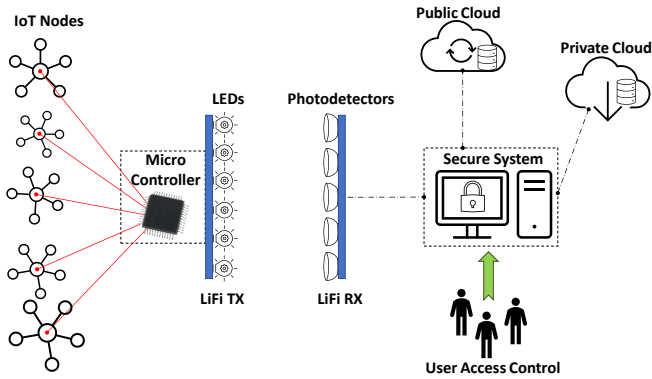 IoT Nodes
Public Cloud
Private Cloud
LEDs
Photodetectors
Micro
Controller
Secure System
LiFi TX
LiFi RX
User Access Control